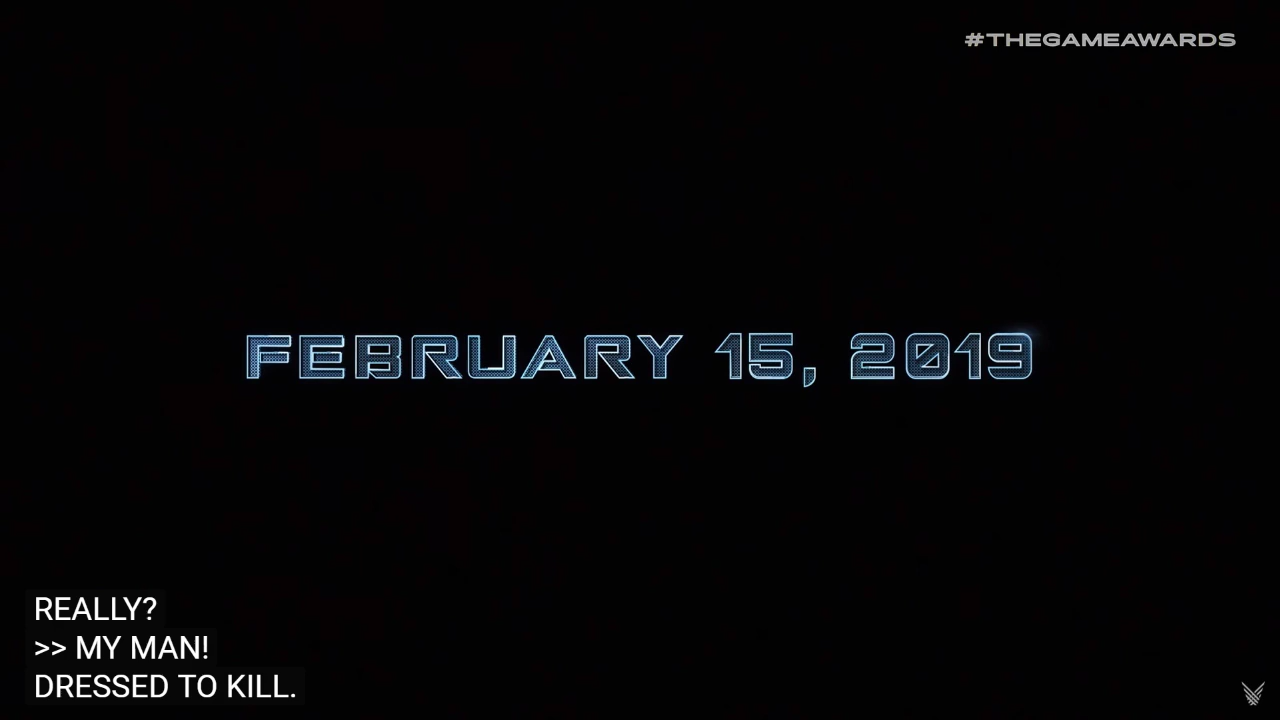 #THEGAMEAWARDS
FEBRUARY 15, 2019
REALLY?
>> MY MAN!
DRESSED TO KILL.